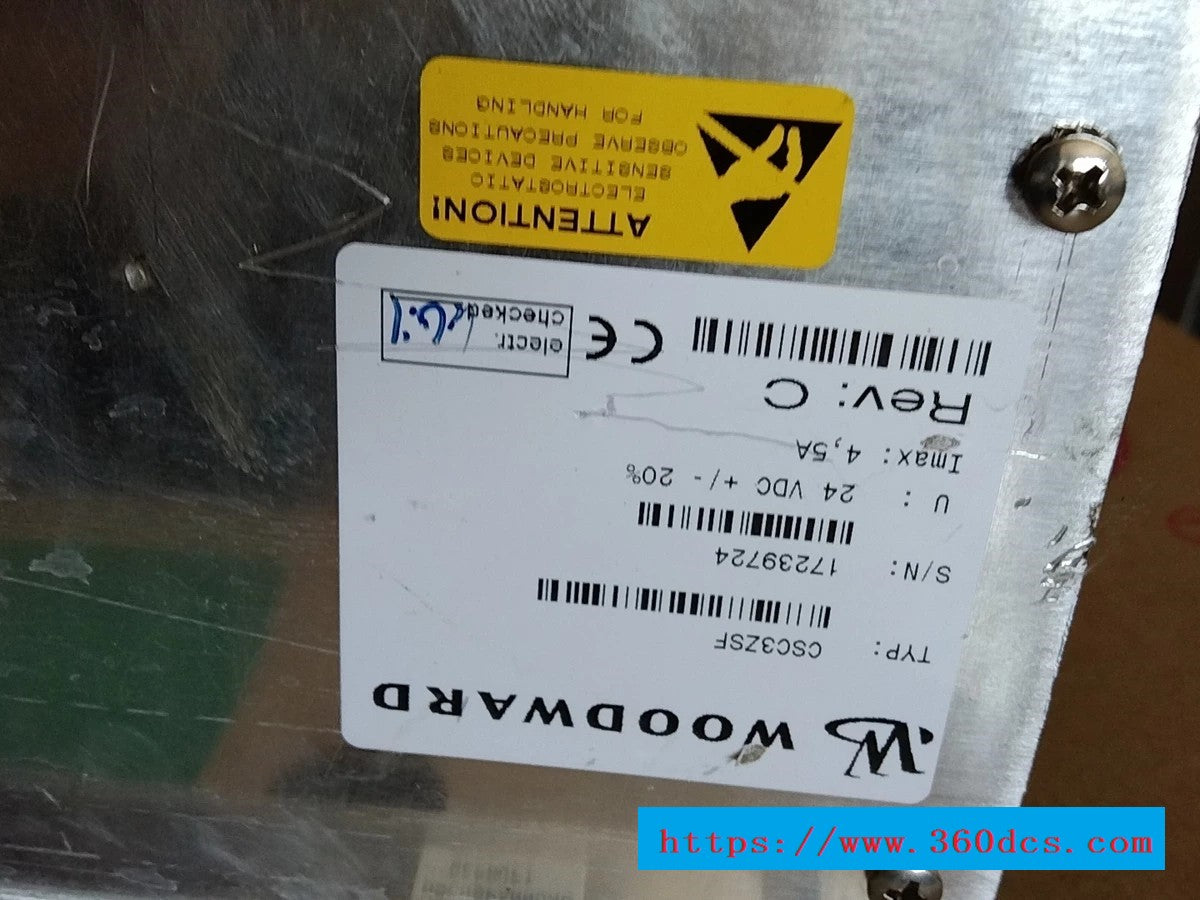 WOODWARD
TYP: CSC3ZSF
S/N: 17239724
U : 24 VDC +/- 20%
Imax: 4,5A
Rev: C
CE
electr.
checked
ATTENTION!
ELECTROSTATIC
SENSITIVE DEVICES
OBSERVE PRECAUTIONS
FOR HANDLING
https://www.360dcs.com